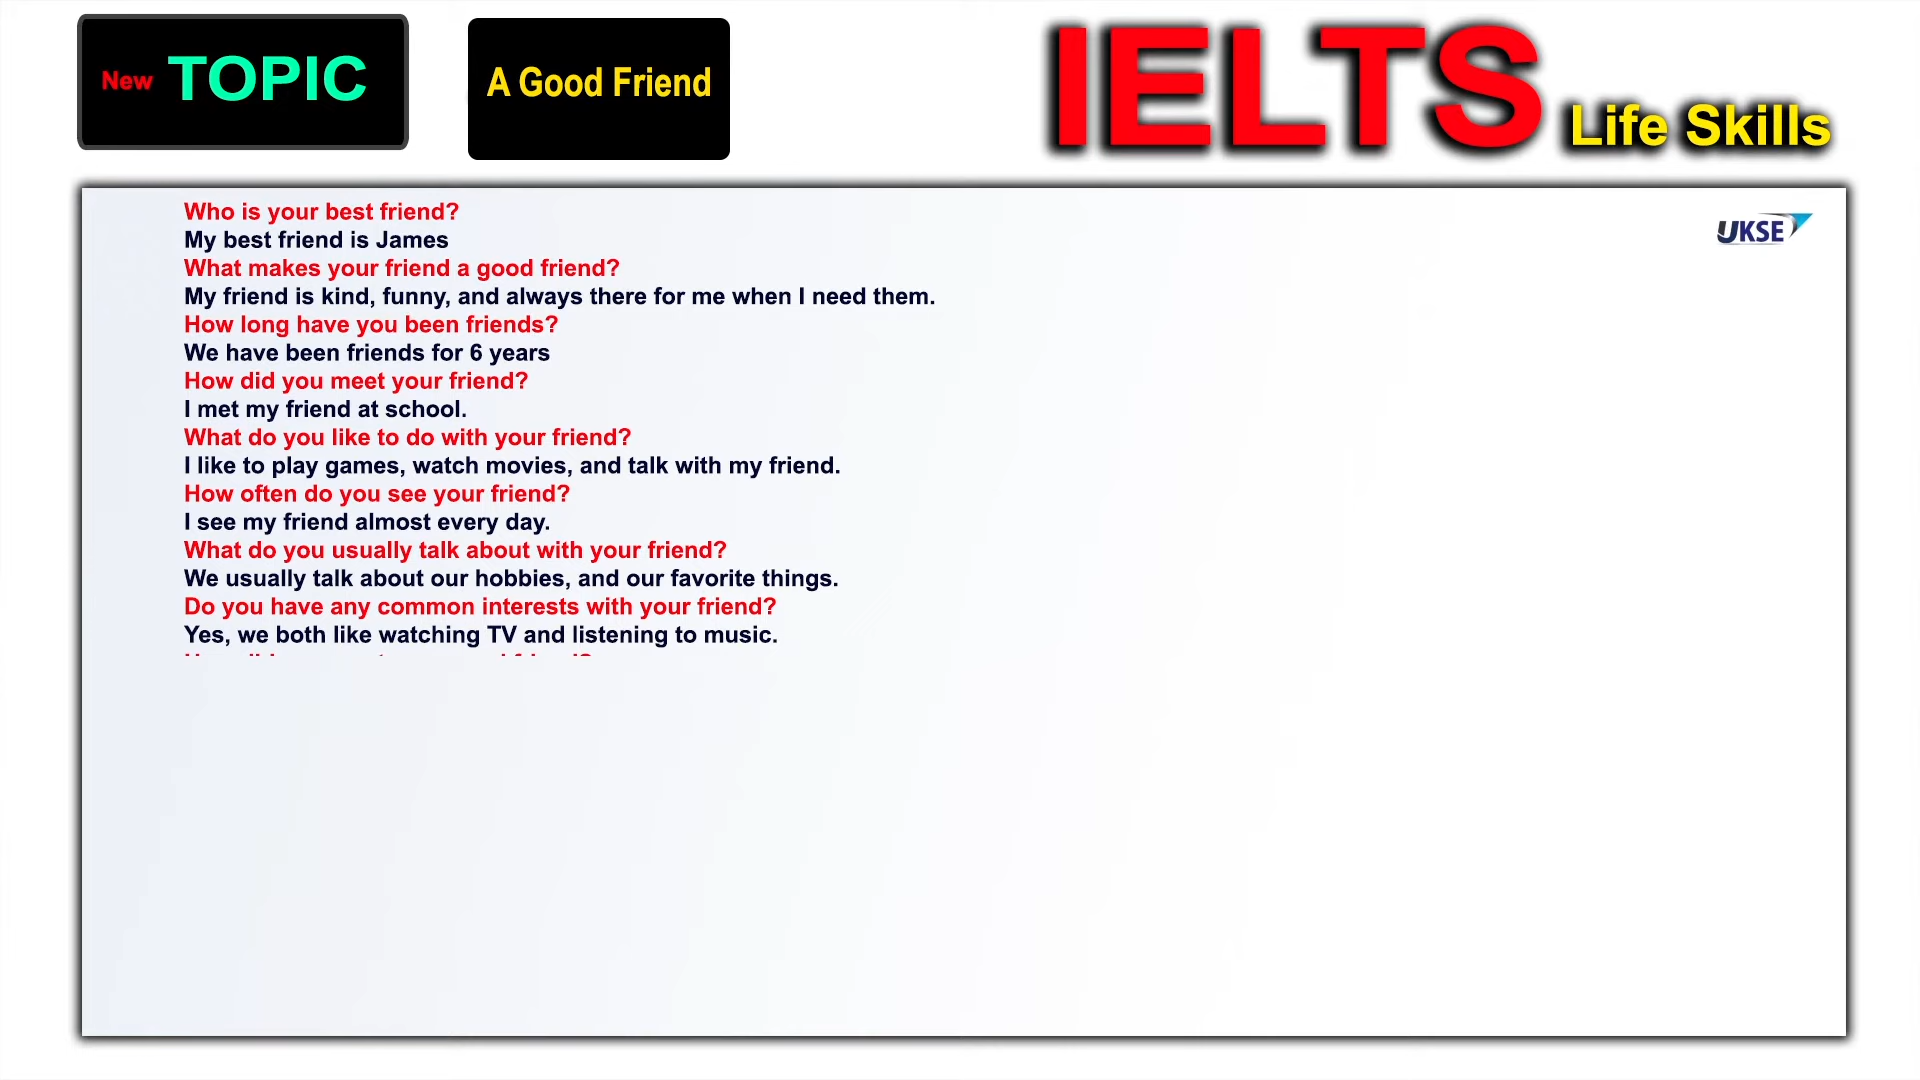 New TOPIC
A Good Friend
IELTS Life Skills
UKSE
Who is your best friend?
My best friend is James
What makes your friend a good friend?
My friend is kind, funny, and always there for me when I need them.
How long have you been friends?
We have been friends for 6 years
How did you meet your friend?
I met my friend at school.
What do you like to do with your friend?
I like to play games, watch movies, and talk with my friend.
How often do you see your friend?
I see my friend almost every day.
What do you usually talk about with your friend?
We usually talk about our hobbies, and our favorite things.
Do you have any common interests with your friend?
Yes, we both like watching TV and listening to music.